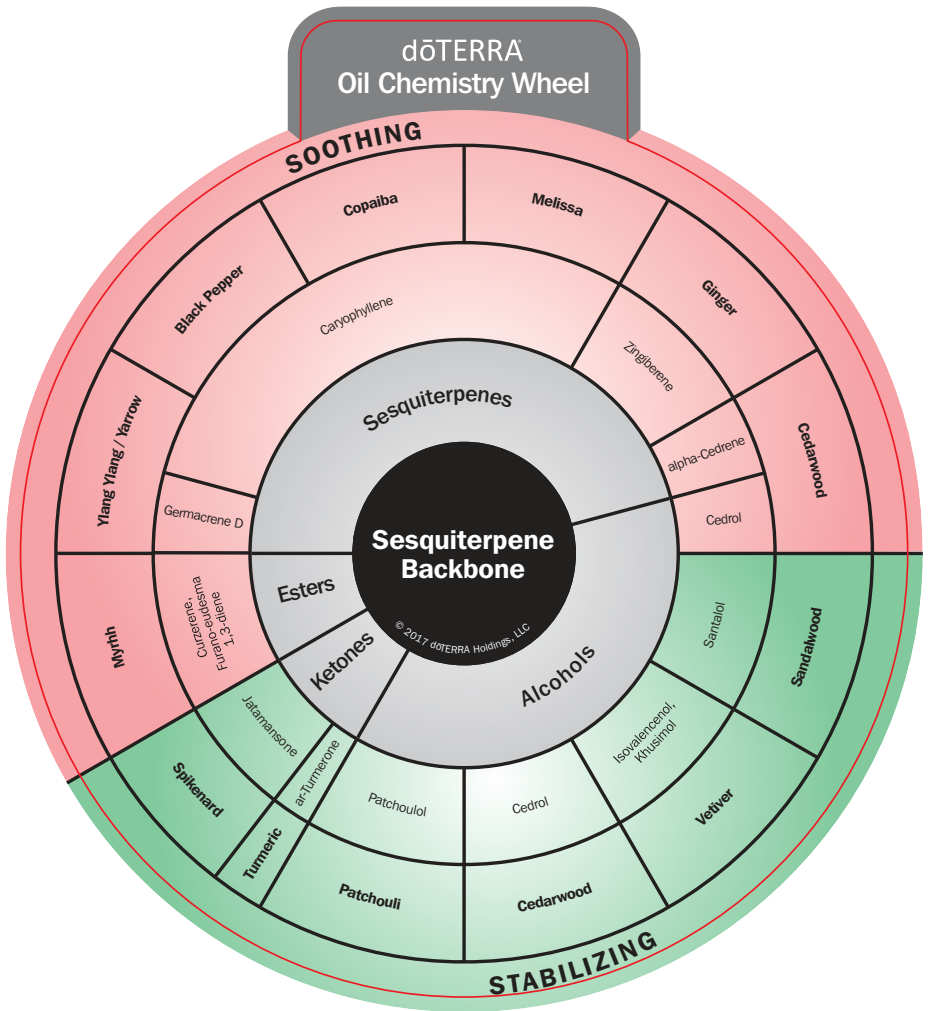 dōTERRA®
Oil Chemistry Wheel
SOOTHING
Copaiba
Melissa
Black Pepper
Ginger
Caryophyllene
Zingiberene
Ylang Ylang / Yarrow
Cedarwood
Sesquiterpenes
alpha-Cedrene
Germacrene D
Cedrol
Sesquiterpene
Backbone
© 2017 dōTERRA Holdings, LLC
Esters
Ketones
Alcohols
Myrrh
Curzerene,
Furano-eudesma
1,3-diene
Santalol
Sandalwood
Jatamansone
ar-Turmerone
Patchoulol
Cedrol
Isovalencenol,
Khusimol
Spikenard
Turmeric
Patchouli
Cedarwood
Vetiver
STABILIZING